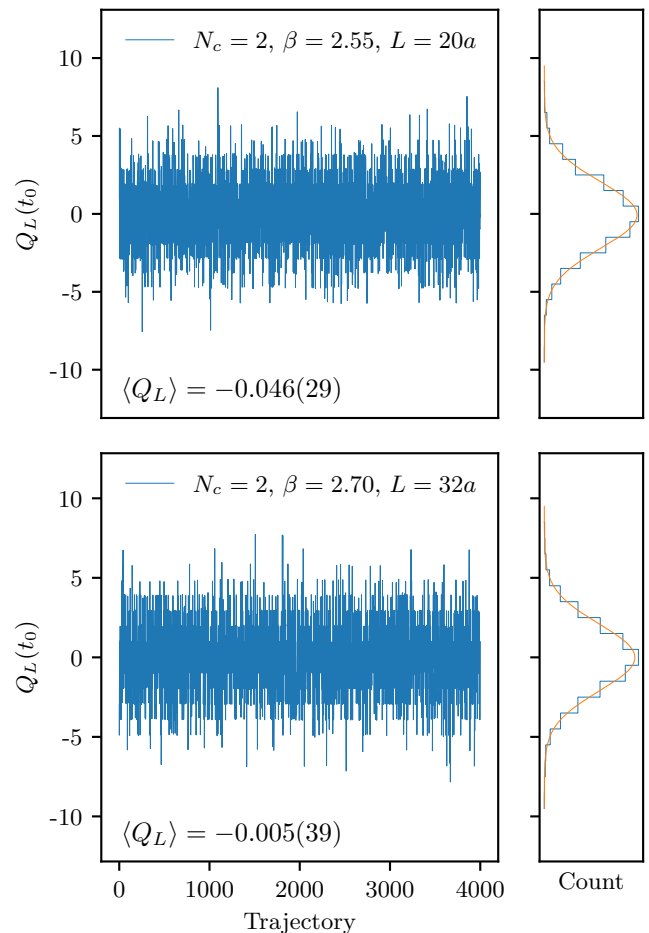 N_c = 2, β = 2.55, L = 20a
10
5
0
-5
-10
Q_L(t_0)
⟨Q_L⟩ = −0.046(29)
N_c = 2, β = 2.70, L = 32a
10
5
0
-5
-10
Q_L(t_0)
⟨Q_L⟩ = −0.005(39)
0 1000 2000 3000 4000
Trajectory
Count